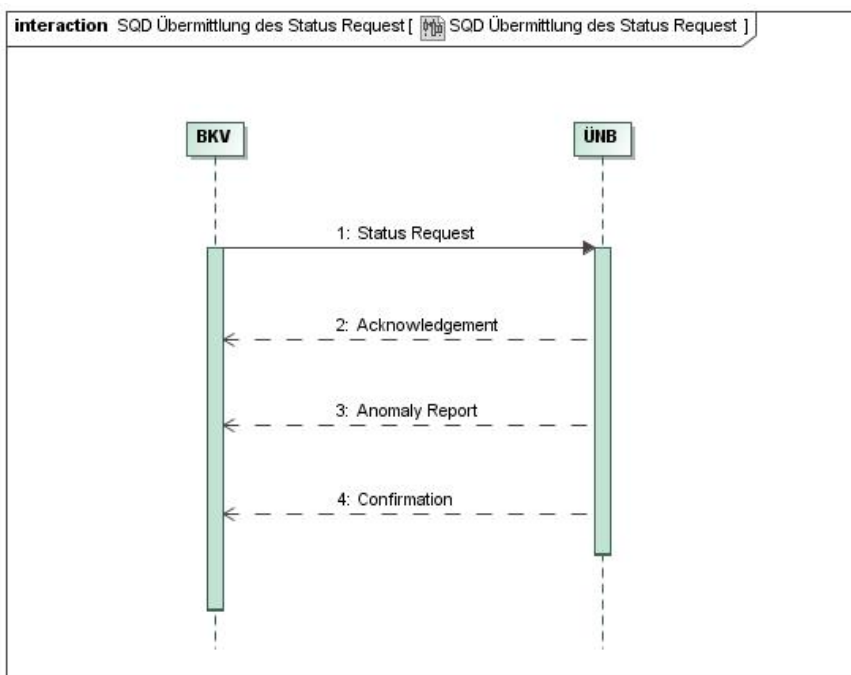 interaction SQD Übermittlung des Status Request [ SQD Übermittlung des Status Request ]
BKV ÜNB
1: Status Request
2: Acknowledgement
3: Anomaly Report
4: Confirmation